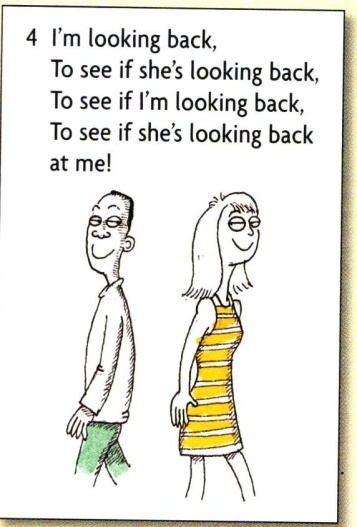 4 I'm looking back,
To see if she's looking back,
To see if I'm looking back,
To see if she's looking back
at me!